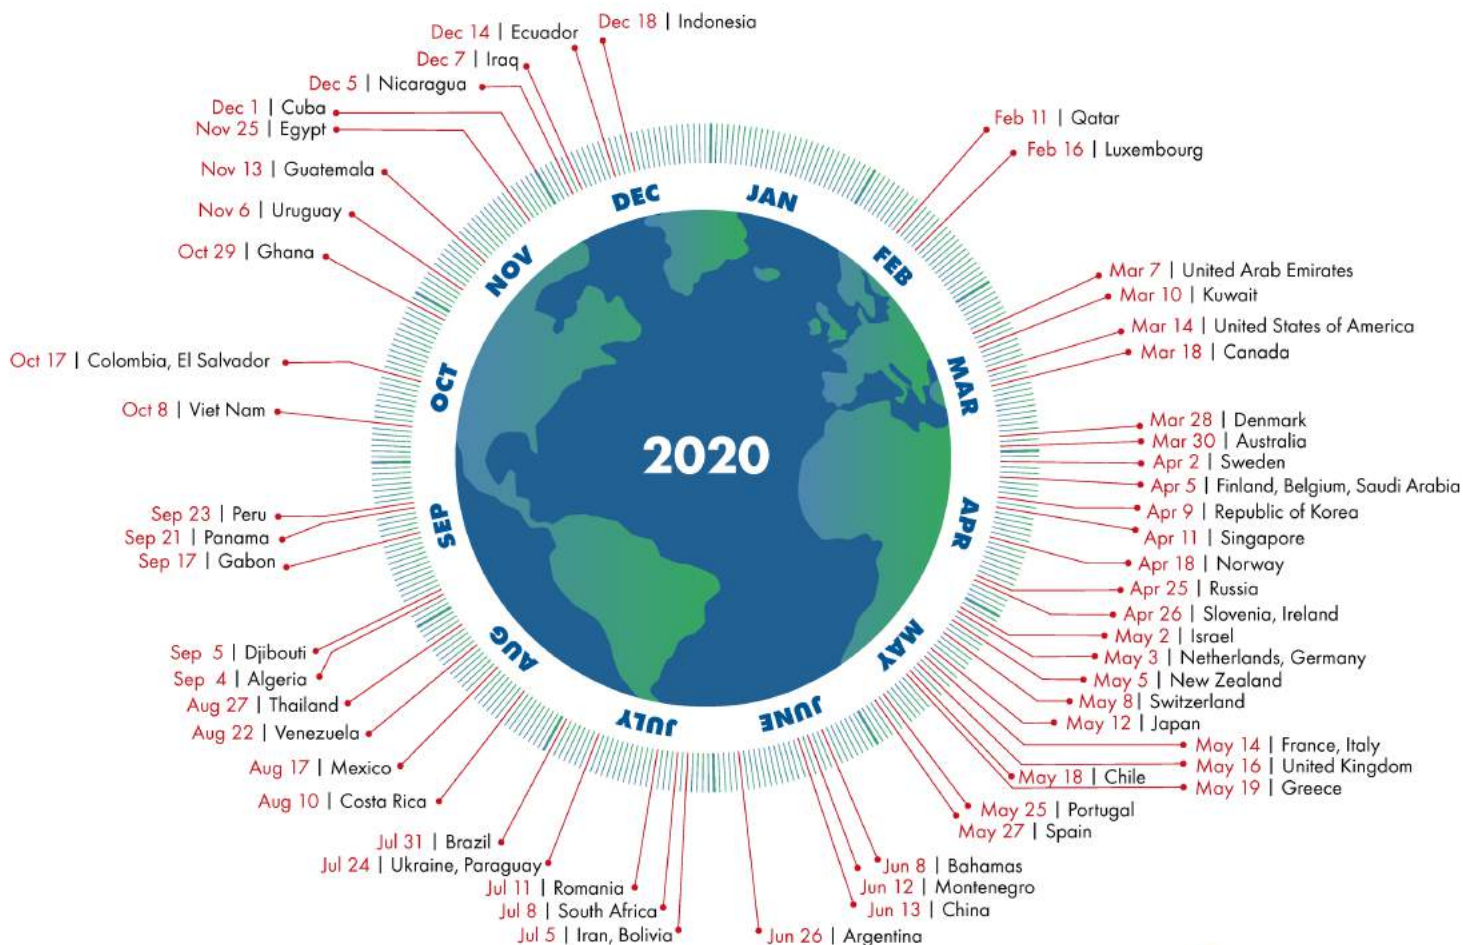 Dec 18 | Indonesia
Dec 14 | Ecuador
Dec 7 | Iraq
Dec 5 | Nicaragua
Dec 1 | Cuba
Nov 25 | Egypt
Nov 13 | Guatemala
Nov 6 | Uruguay
Oct 29 | Ghana
Oct 17 | Colombia, El Salvador
Oct 8 | Viet Nam
Sep 23 | Peru
Sep 21 | Panama
Sep 17 | Gabon
Sep 5 | Djibouti
Sep 4 | Algeria
Aug 27 | Thailand
Aug 22 | Venezuela
Aug 17 | Mexico
Aug 10 | Costa Rica
Jul 31 | Brazil
Jul 24 | Ukraine, Paraguay
Jul 11 | Romania
Jul 8 | South Africa
Jul 5 | Iran, Bolivia
JAN
FEB
MAR
APR
MAY
JUNE
JULY
AUG
SEP
OCT
NOV
DEC
2020
Feb 11 | Qatar
Feb 16 | Luxembourg
Mar 7 | United Arab Emirates
Mar 10 | Kuwait
Mar 14 | United States of America
Mar 18 | Canada
Mar 28 | Denmark
Mar 30 | Australia
Apr 2 | Sweden
Apr 5 | Finland, Belgium, Saudi Arabia
Apr 9 | Republic of Korea
Apr 11 | Singapore
Apr 18 | Norway
Apr 25 | Russia
Apr 26 | Slovenia, Ireland
May 2 | Israel
May 3 | Netherlands, Germany
May 5 | New Zealand
May 8 | Switzerland
May 12 | Japan
May 14 | France, Italy
May 16 | United Kingdom
May 18 | Chile
May 19 | Greece
May 25 | Portugal
May 27 | Spain
Jun 8 | Bahamas
Jun 12 | Montenegro
Jun 13 | China
Jun 26 | Argentina